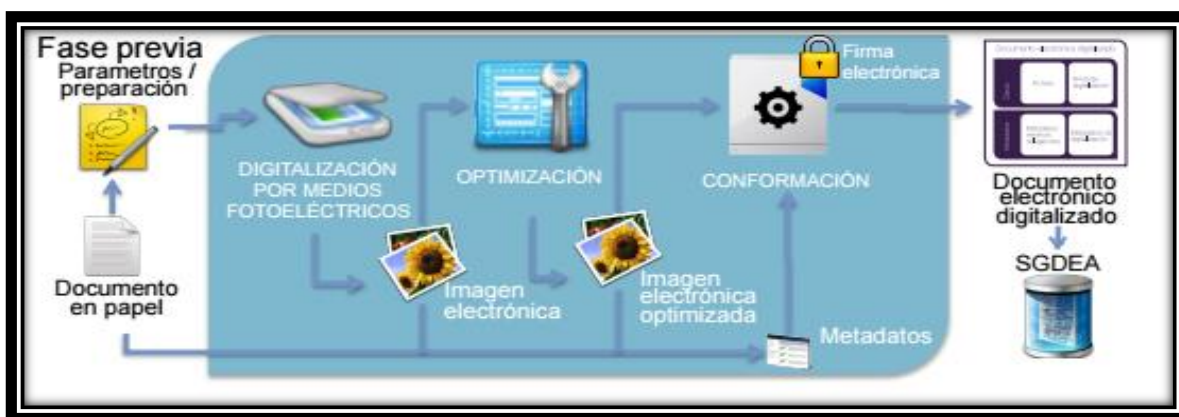 Fase previa
Parametros /
preparación
Documento
en papel
DIGITALIZACIÓN
POR MEDIOS
FOTOELÉCTRICOS
Imagen
electrónica
OPTIMIZACIÓN
Imagen
electrónica
optimizada
CONFORMACIÓN
Firma
electrónica
Metadatos
Documento
electrónico
digitalizado
SGDEA